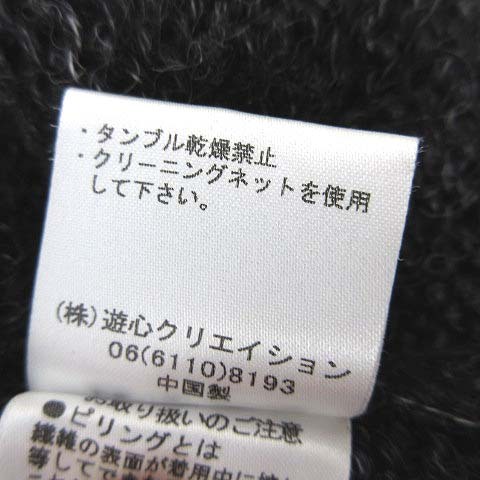 ・タンブル乾燥禁止
・クリーニングネットを使用
して下さい。
(株)遊心クリエイション
06(6110)8193
中国製
お取り扱いのご注意
●ピリングとは
繊維の表面が着用中に
等してでき